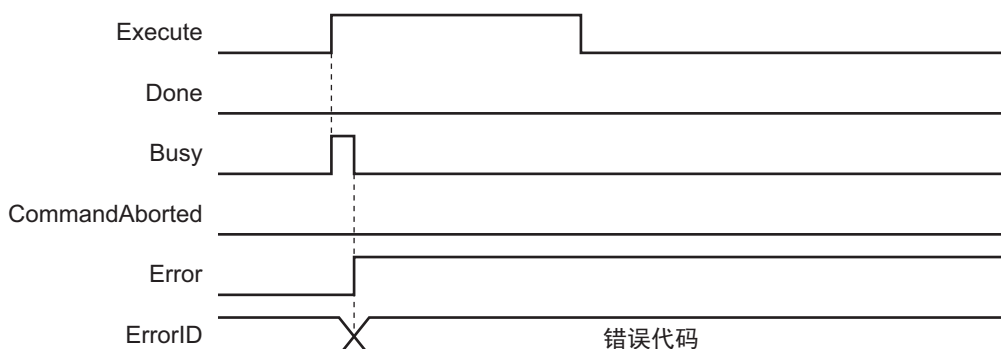 Execute
Done
Busy
CommandAborted
Error
ErrorID
错误代码